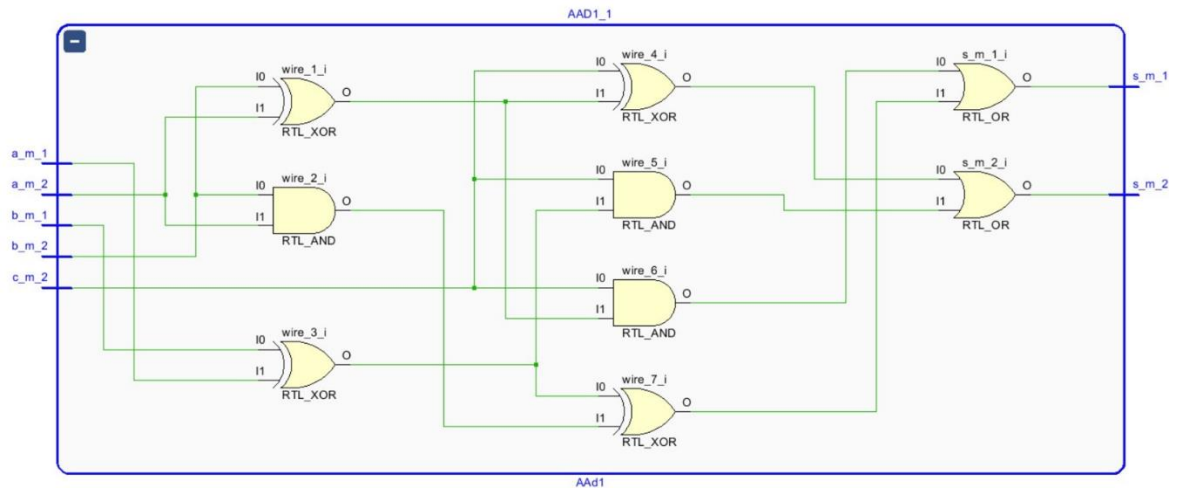 AAD1_1
a_m_1
a_m_2
b_m_1
b_m_2
c_m_2
wire_1_i
I0
I1
O
RTL_XOR
wire_2_i
I0
I1
O
RTL_AND
wire_3_i
I0
I1
O
RTL_XOR
wire_4_i
I0
I1
O
RTL_XOR
wire_5_i
I0
I1
O
RTL_AND
wire_6_i
I0
I1
O
RTL_AND
wire_7_i
I0
I1
O
RTL_XOR
s_m_1_i
I0
I1
O
RTL_OR
s_m_2_i
I0
I1
O
RTL_OR
s_m_1
s_m_2
AAd1